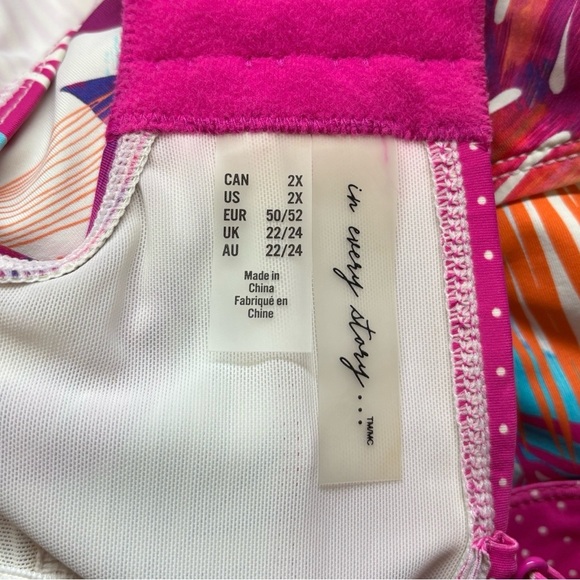 CAN 2X
US 2X
EUR 50/52
UK 22/24
AU 22/24
Made in
China
Fabriqué en
Chine
in every story... TM/MC